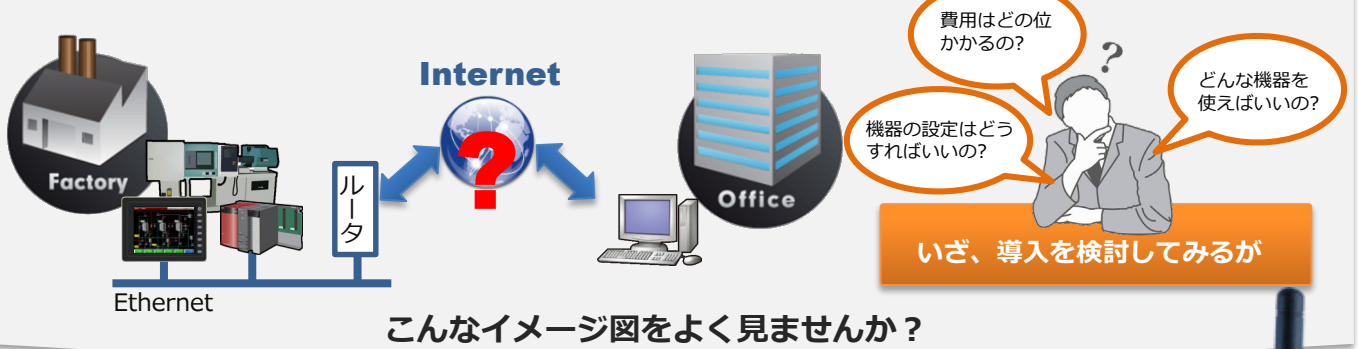 費用はどの位
かかるの?
?
どんな機器を
使えばいいの?
機器の設定はどう
すればいいの?
Internet
?
Factory
ルータ
Office
いざ、導入を検討してみるが
Ethernet
こんなイメージ図をよく見ませんか？